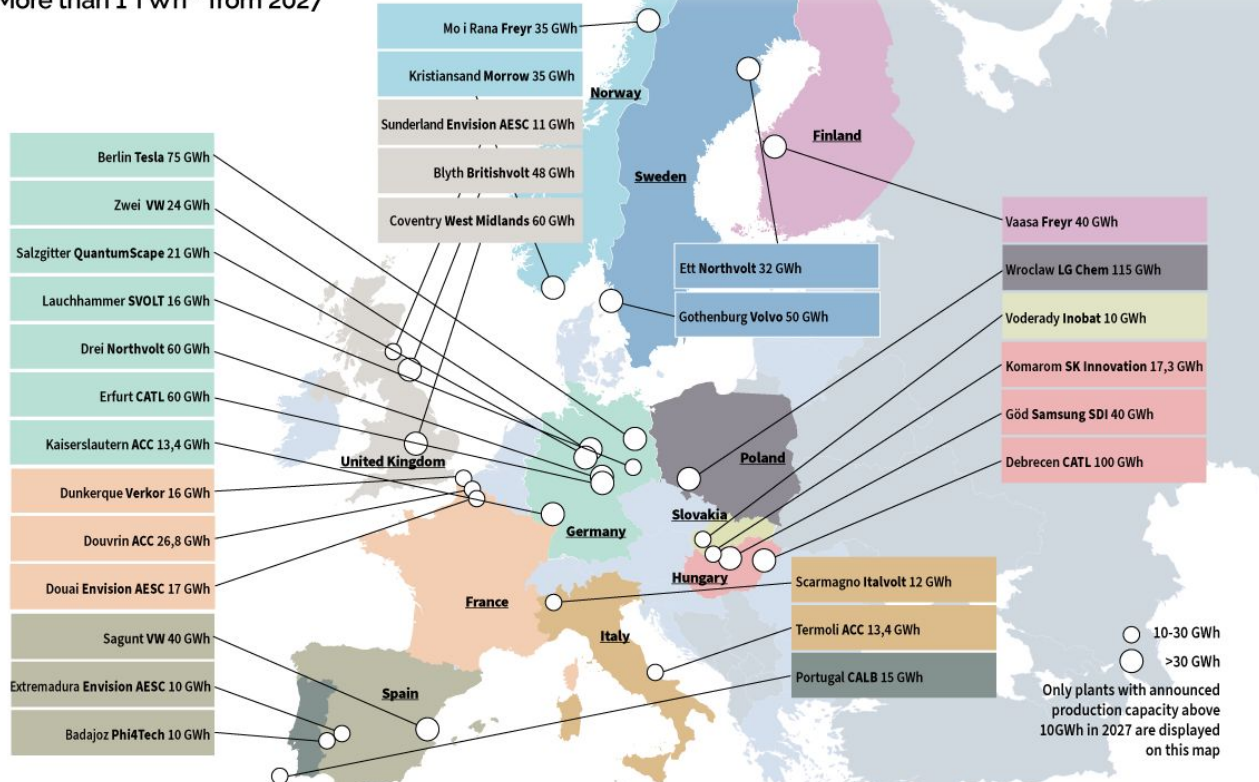 More than 1 TWh from 2027
Mo i Rana Freyr 35 GWh
Kristiansand Morrow 35 GWh
Sunderland Envision AESC 11 GWh
Blyth Britishvolt 48 GWh
Coventry West Midlands 60 GWh
Berlin Tesla 75 GWh
Zwei VW 24 GWh
Salzgitter QuantumScape 21 GWh
Lauchhammer SVOLT 16 GWh
Drei Northvolt 60 GWh
Erfurt CATL 60 GWh
Kaiserslautern ACC 13,4 GWh
Dunkerque Verkor 16 GWh
Douvrin ACC 26,8 GWh
Douai Envision AESC 17 GWh
Sagunt VW 40 GWh
Extremadura Envision AESC 10 GWh
Badajoz Phi4Tech 10 GWh
Norway
Sweden
Finland
United Kingdom
Germany
Poland
Slovakia
Hungary
France
Italy
Spain
Ett Northvolt 32 GWh
Gothenburg Volvo 50 GWh
Vaasa Freyr 40 GWh
Wroclaw LG Chem 115 GWh
Voderady Inobat 10 GWh
Komarom SK Innovation 17,3 GWh
Göd Samsung SDI 40 GWh
Debrecen CATL 100 GWh
Scarmagno Italvolt 12 GWh
Termoli ACC 13,4 GWh
Portugal CALB 15 GWh
10-30 GWh
>30 GWh
Only plants with announced
production capacity above
10GWh in 2027 are displayed
on this map